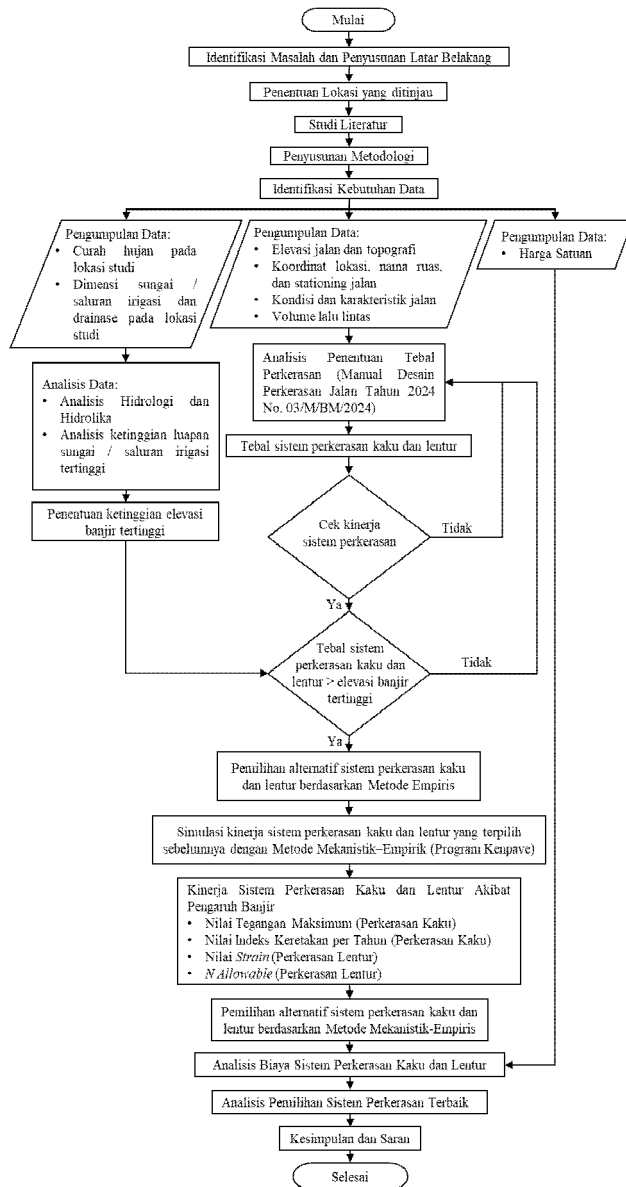 Mulai
Identifikasi Masalah dan Penyusunan Latar Belakang
Penentuan Lokasi yang ditinjau
Studi Literatur
Penyusunan Metodologi
Identifikasi Kebutuhan Data
Pengumpulan Data:
• Curah hujan pada
lokasi studi
• Dimensi sungai /
saluran irigasi dan
drainase pada lokasi
studi
Pengumpulan Data:
• Elevasi jalan dan topografi
• Koordinat lokasi, nama ruas,
dan stationing jalan
• Kondisi dan karakteristik jalan
• Volume lalu lintas
Pengumpulan Data:
• Harga Satuan
Analisis Data:
• Analisis Hidrologi dan
Hidrolika
• Analisis ketinggian luapan
sungai / saluran irigasi
tertinggi
Penentuan ketinggian elevasi
banjir tertinggi
Analisis Penentuan Tebal
Perkerasan (Manual Desain
Perkerasan Jalan Tahun 2024
No. 03/M/BM/2024)
Tebal sistem perkerasan kaku dan lentur
Cek kinerja
sistem perkerasan
Tidak
Ya
Tebal sistem
perkerasan kaku dan
lentur > elevasi banjir
tertinggi
Tidak
Ya
Pemilihan alternatif sistem perkerasan kaku
dan lentur berdasarkan Metode Empiris
Simulasi kinerja sistem perkerasan kaku dan lentur yang terpilih
sebelumnya dengan Metode Mekanistik–Empirik (Program Kenpave)
Kinerja Sistem Perkerasan Kaku dan Lentur Akibat
Pengaruh Banjir
• Nilai Tegangan Maksimum (Perkerasan Kaku)
• Nilai Indeks Keretakan per Tahun (Perkerasan Kaku)
• Nilai Strain (Perkerasan Lentur)
• N Allowable (Perkerasan Lentur)
Pemilihan alternatif sistem perkerasan kaku dan
lentur berdasarkan Metode Mekanistik-Empiris
Analisis Biaya Sistem Perkerasan Kaku dan Lentur
Analisis Pemilihan Sistem Perkerasan Terbaik
Kesimpulan dan Saran
Selesai